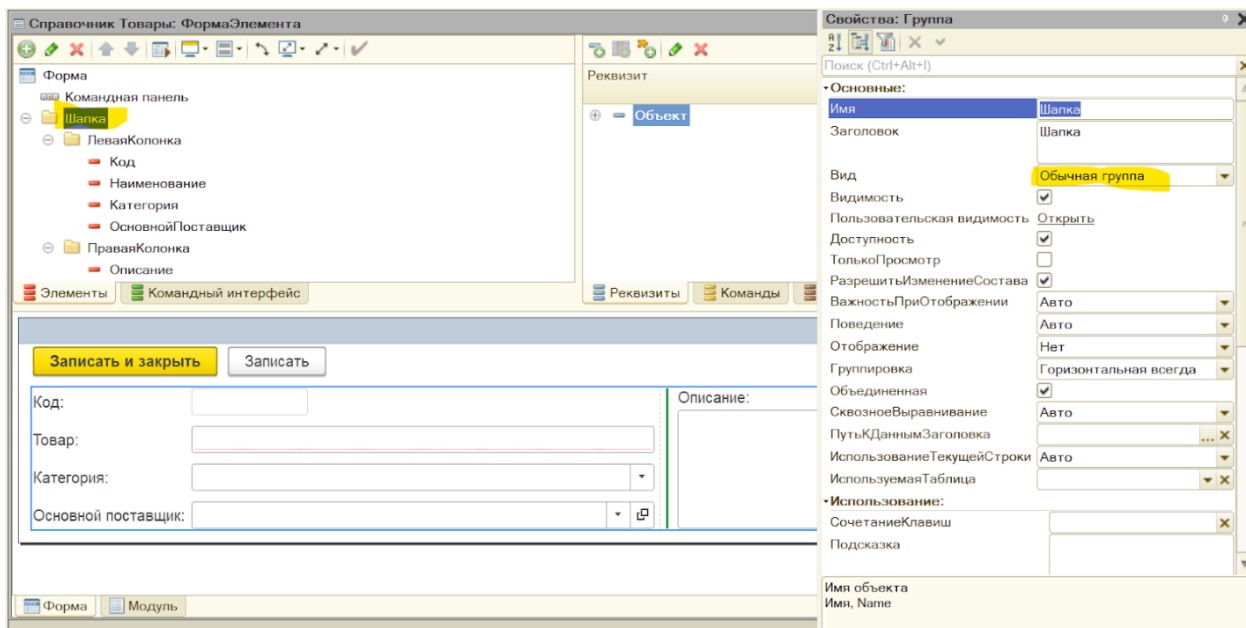 Справочник Товары: ФормаЭлемента
Форма
Командная панель
Шапка
ЛеваяКолонка
Код
Наименование
Категория
ОсновнойПоставщик
ПраваяКолонка
Описание
Элементы
Командный интерфейс
Реквизит
Объект
Реквизиты
Команды
Записать и закрыть
Записать
Код:
Товар:
Категория:
Основной поставщик:
Описание:
Форма
Модуль
Свойства: Группа
Поиск (Ctrl+Alt+I)
Основные:
Имя Шапка
Заголовок Шапка
Вид Обычная группа
Видимость
Пользовательская видимость Открыть
Доступность
ТолькоПросмотр
РазрешитьИзменениеСостава
ВажностьПриОтображении Авто
Поведение Авто
Отображение Нет
Группировка Горизонтальная всегда
Объединенная
СквозноеВыравнивание Авто
ПутьКДаннымЗаголовка ...
ИспользованиеТекущейСтроки Авто
ИспользуемаяТаблица
Использование:
СочетаниеКлавиш
Подсказка
Имя объекта
Имя, Name